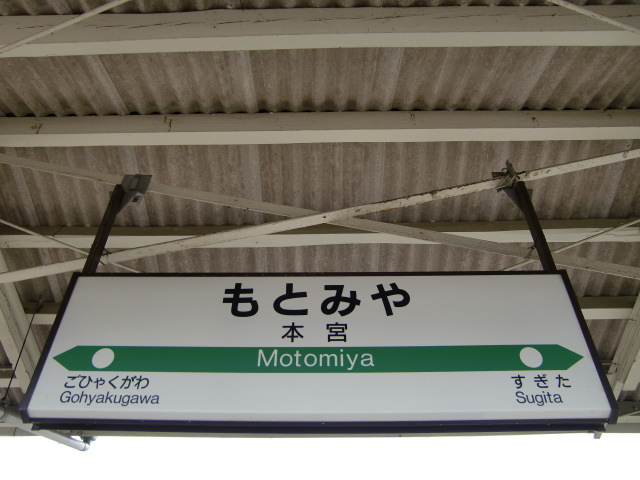 もとみや
本宮
Motomiya
ごひゃくがわ
Gohyakugawa
すぎた
Sugita